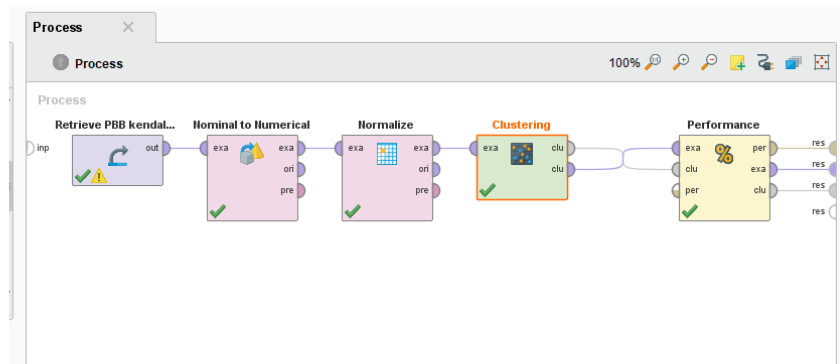 Process
Process
100%
Process
Retrieve PBB kendal...
Nominal to Numerical
Normalize
Clustering
Performance
inp
out
exa
exa
ori
pre
exa
exa
ori
pre
exa
clu
clu
exa
per
clu
exa
per
clu
res
res
res
res